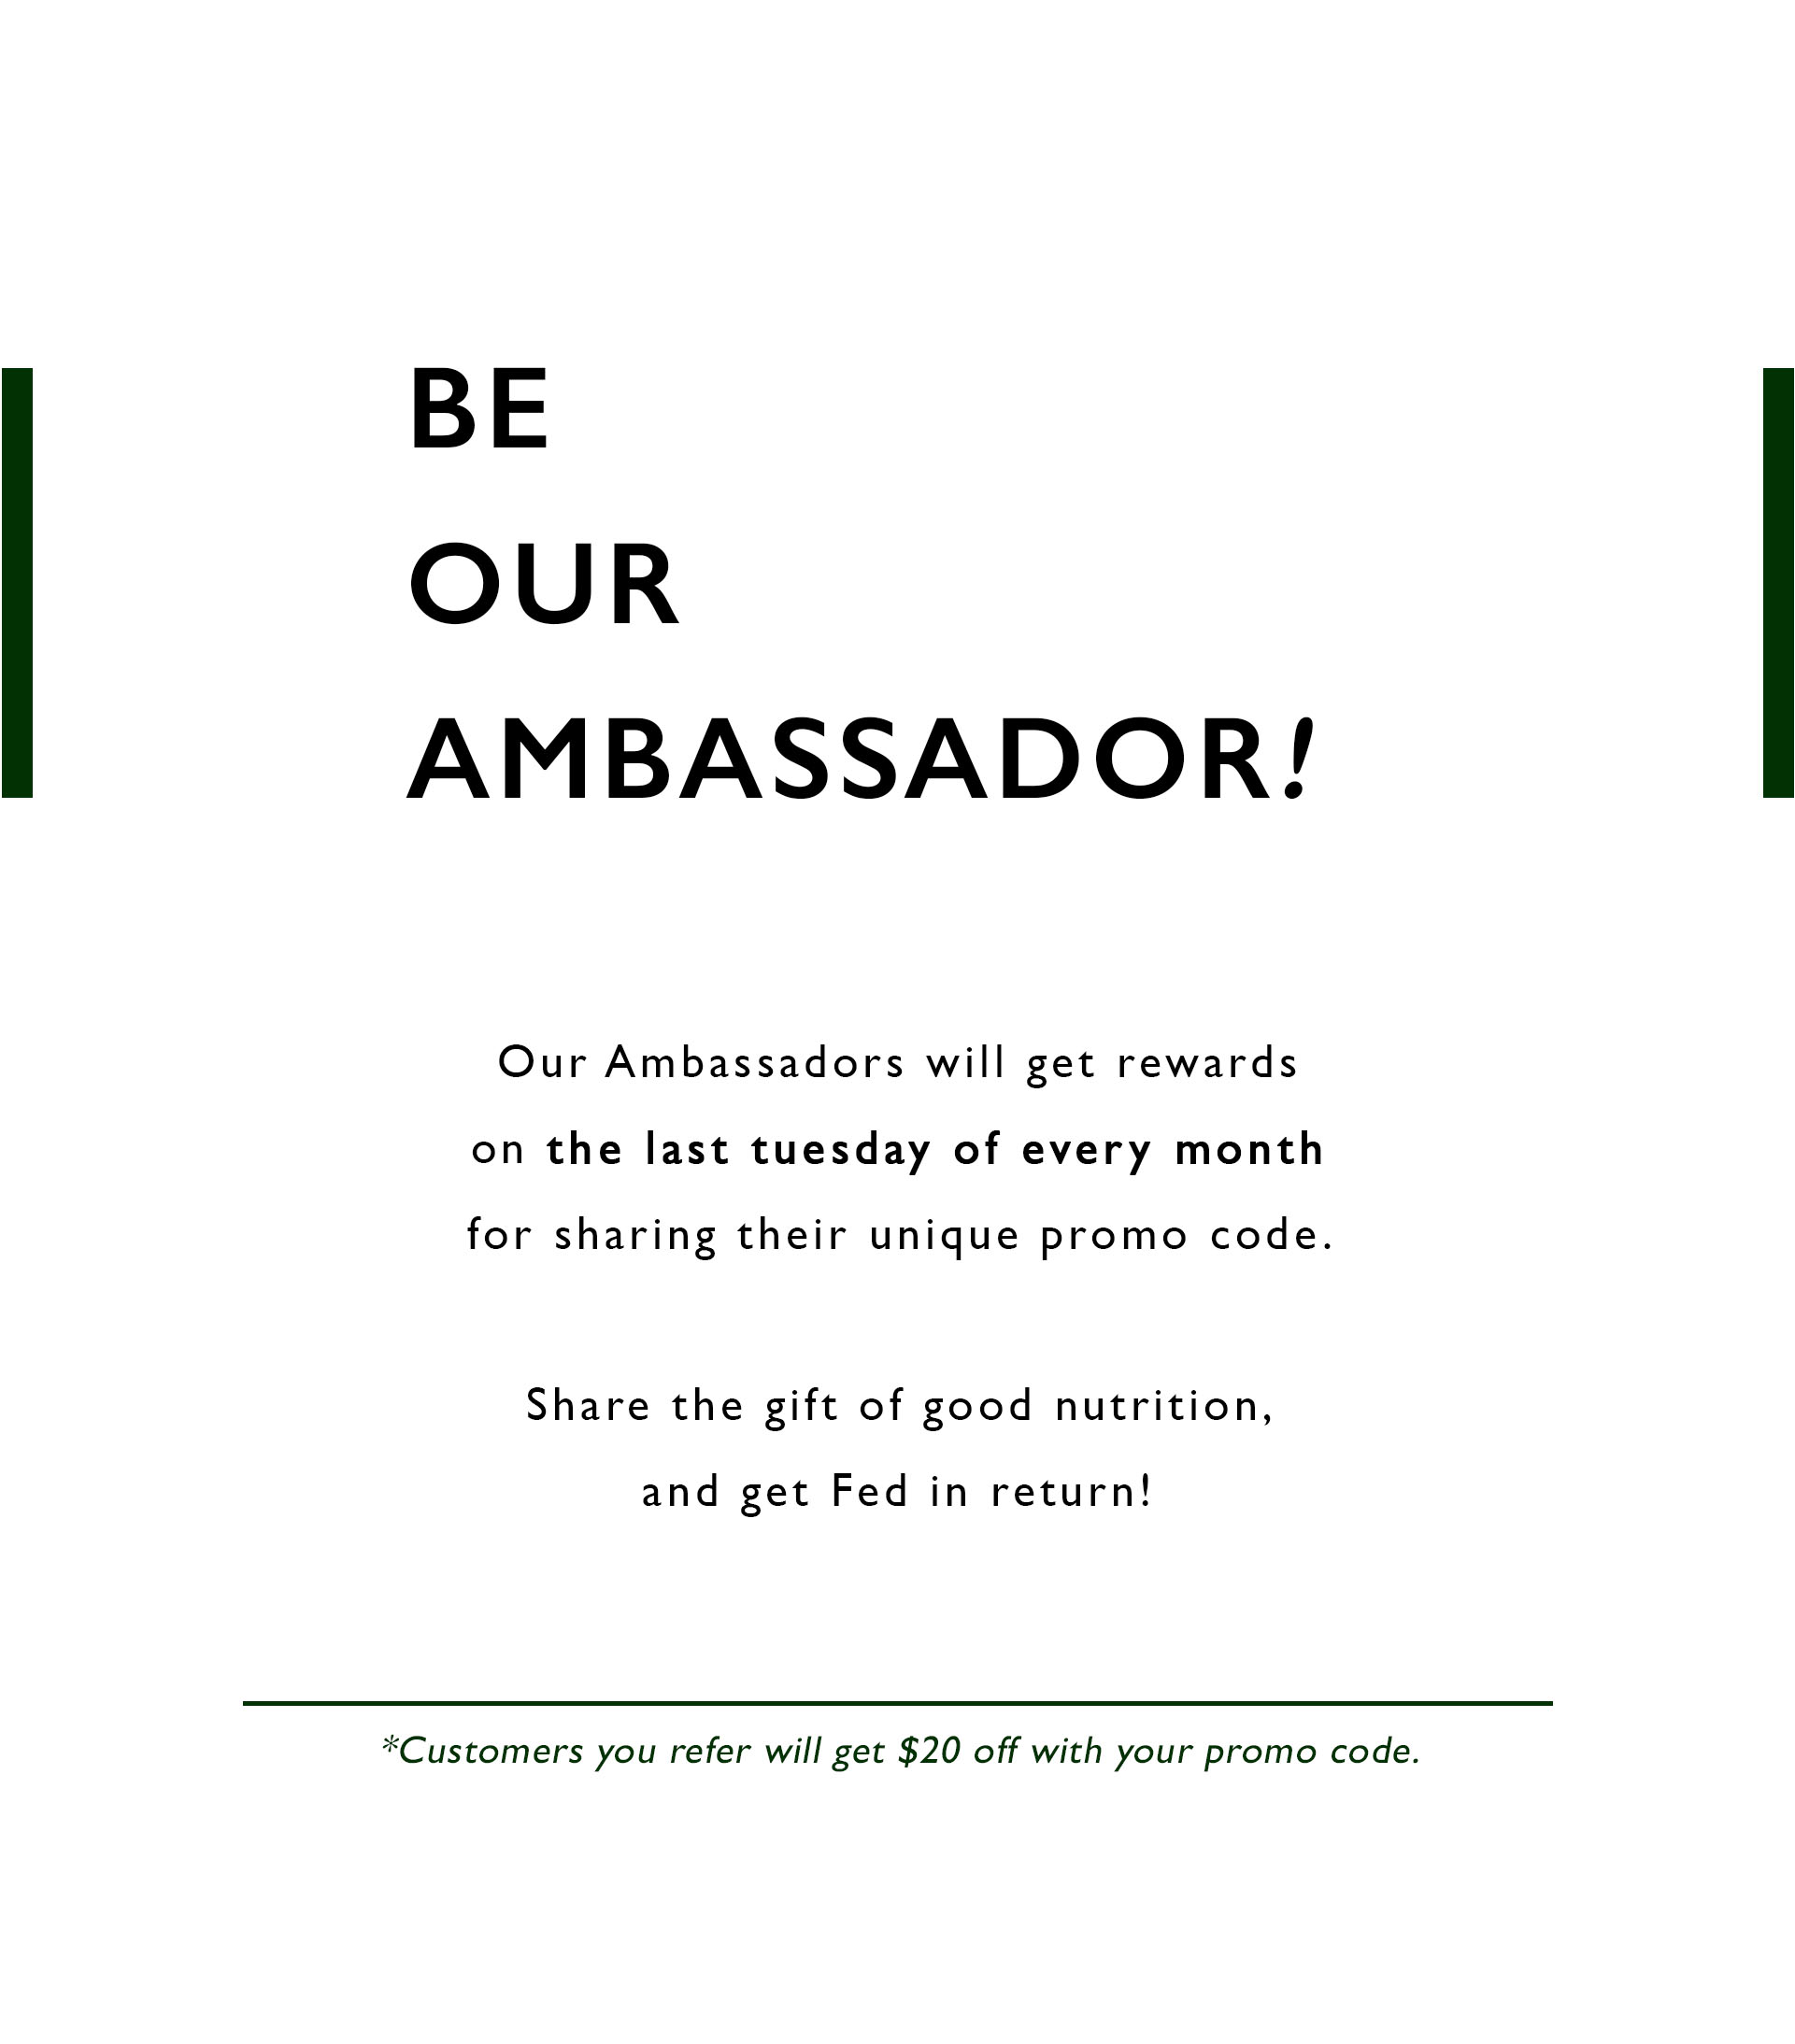 BE
OUR
AMBASSADOR!
Our Ambassadors will get rewards
on the last tuesday of every month
for sharing their unique promo code.
Share the gift of good nutrition,
and get Fed in return!
*Customers you refer will get $20 off with your promo code.